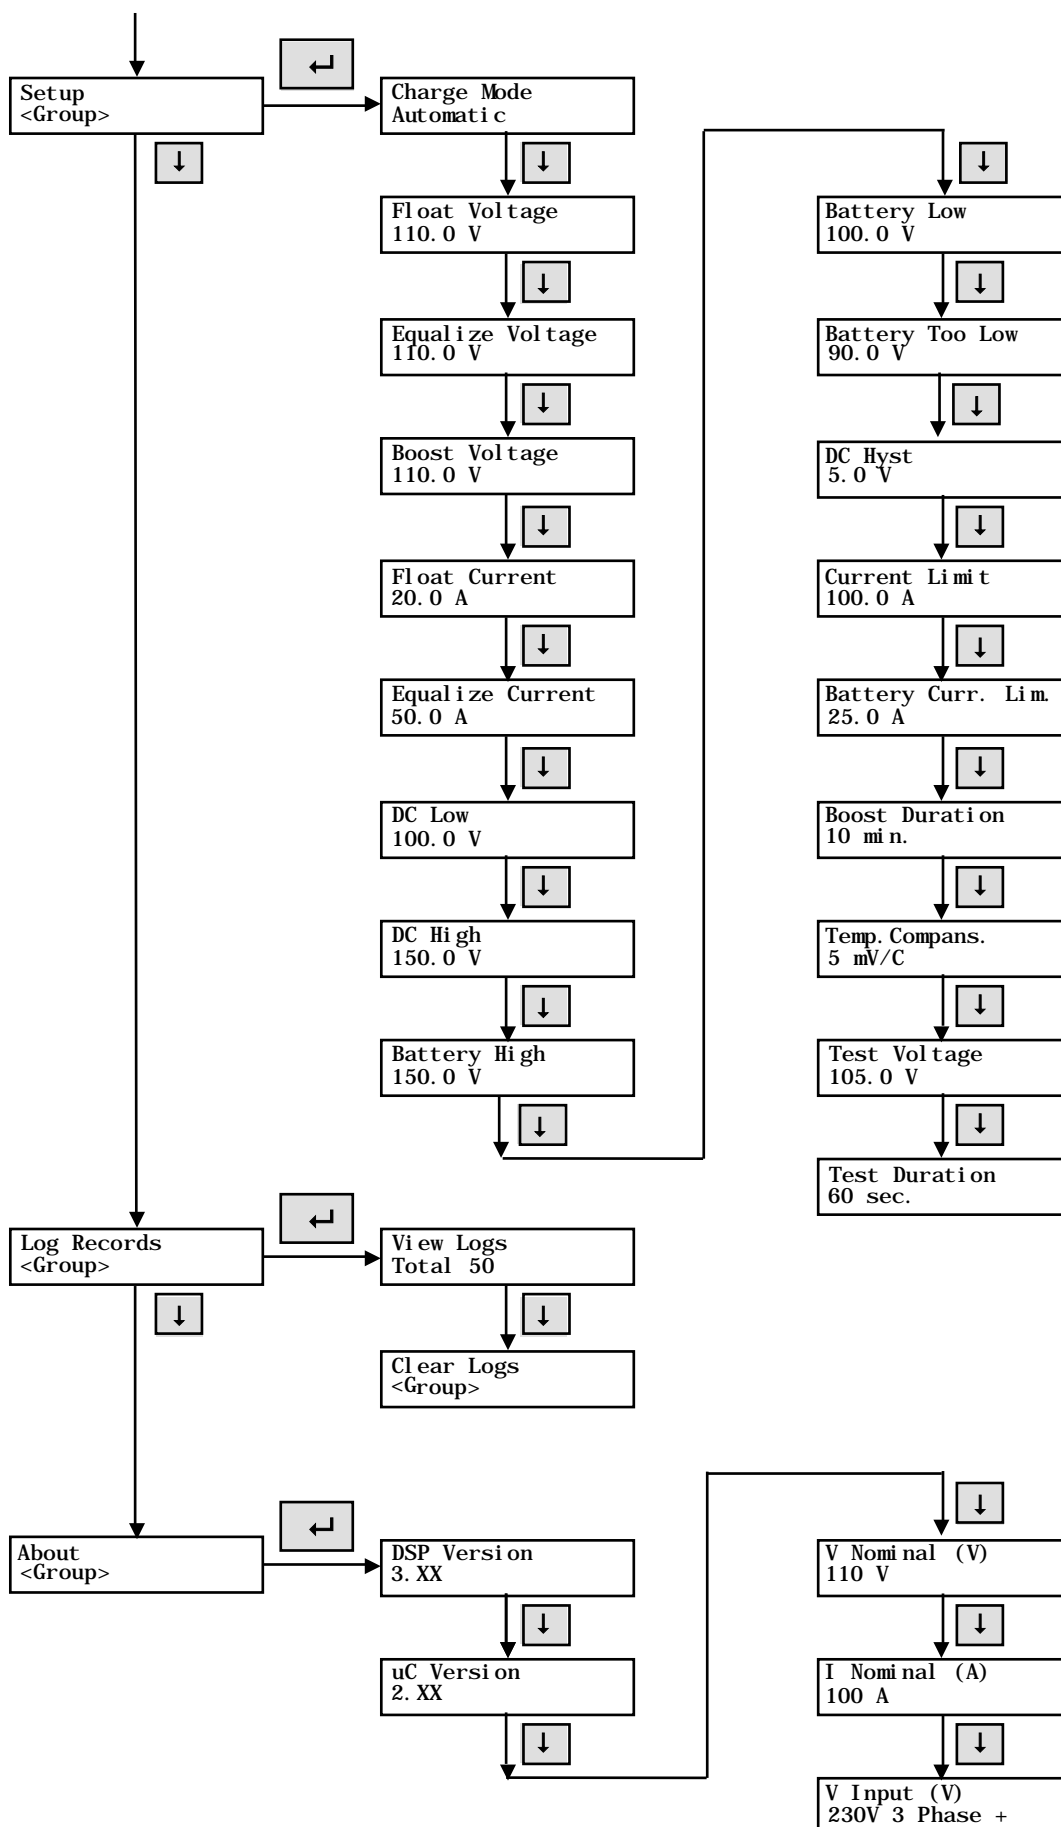 Setup
<Group>
Charge Mode
Automatic
Float Voltage
110.0 V
Equalize Voltage
110.0 V
Boost Voltage
110.0 V
Float Current
20.0 A
Equalize Current
50.0 A
DC Low
100.0 V
DC High
150.0 V
Battery High
150.0 V
Battery Low
100.0 V
Battery Too Low
90.0 V
DC Hyst
5.0 V
Current Limit
100.0 A
Battery Curr. Lim.
25.0 A
Boost Duration
10 min.
Temp.Compans.
5 mV/C
Test Voltage
105.0 V
Test Duration
60 sec.
Log Records
<Group>
View Logs
Total 50
Clear Logs
<Group>
About
<Group>
DSP Version
3.XX
uC Version
2.XX
V Nominal (V)
110 V
I Nominal (A)
100 A
V Input (V)
230V 3 Phase +